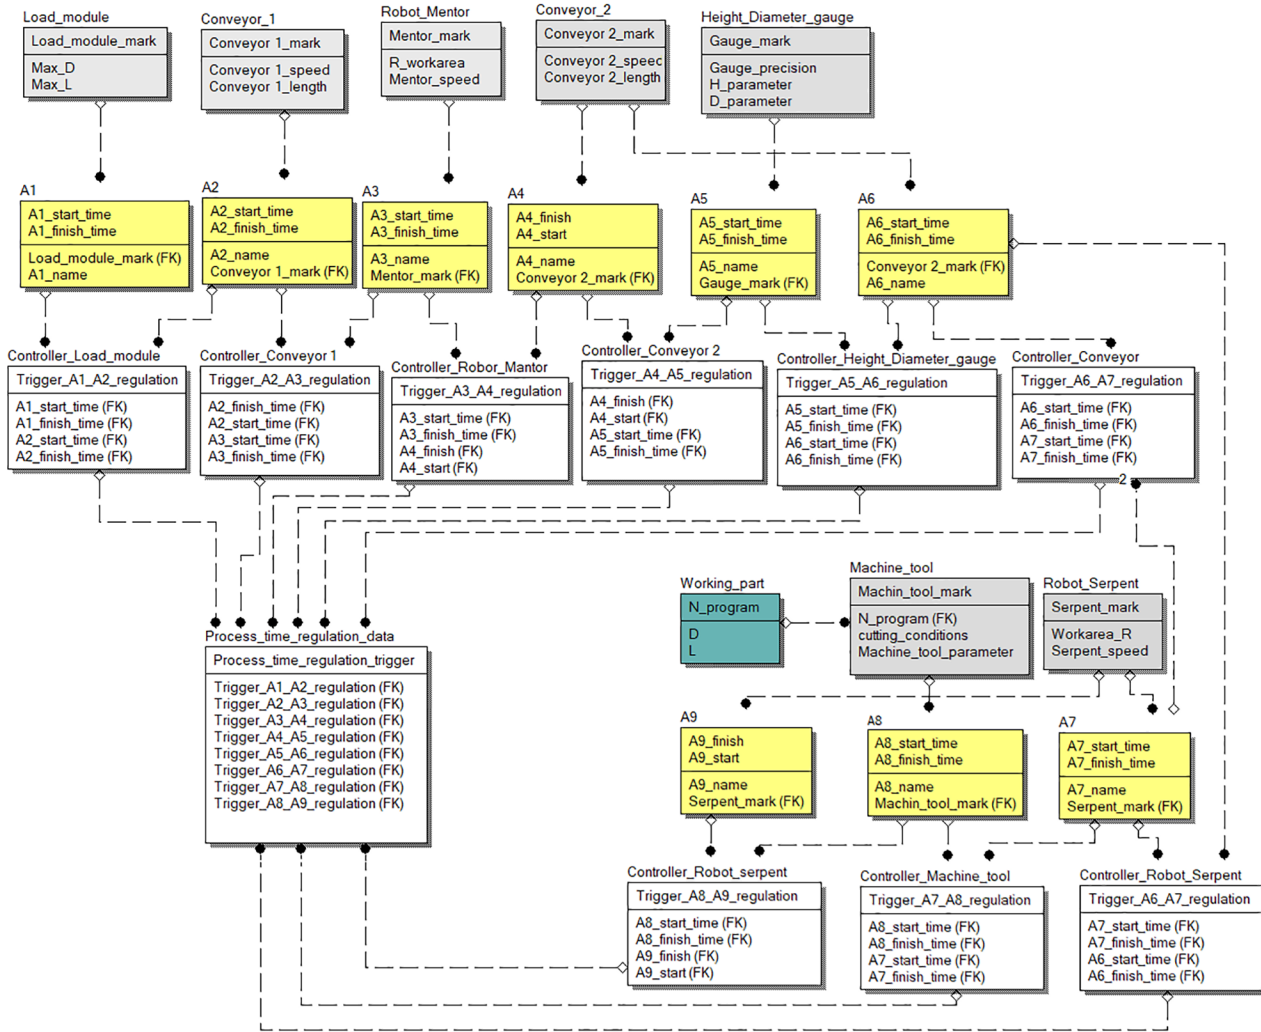 Load_module
Load_module_mark
Max_D
Max_L
Conveyor_1
Conveyor 1_mark
Conveyor 1_speed
Conveyor 1_length
Robot_Mentor
Mentor_mark
R_workarea
Mentor_speed
Conveyor_2
Conveyor 2_mark
Conveyor 2_speec
Conveyor 2_length
Height_Diameter_gauge
Gauge_mark
Gauge_precision
H_parameter
D_parameter
A1
A1_start_time
A1_finish_time
Load_module_mark (FK)
A1_name
A2
A2_start_time
A2_finish_time
A2_name
Conveyor 1_mark (FK)
A3
A3_start_time
A3_finish_time
A3_name
Mentor_mark (FK)
A4
A4_finish
A4_start
A4_name
Conveyor 2_mark (FK)
A5
A5_start_time
A5_finish_time
A5_name
Gauge_mark (FK)
A6
A6_start_time
A6_finish_time
Conveyor 2_mark (FK)
A6_name
Controller_Load_module
Trigger_A1_A2_regulation
A1_start_time (FK)
A1_finish_time (FK)
A2_start_time (FK)
A2_finish_time (FK)
Controller_Conveyor 1
Trigger_A2_A3_regulation
A2_finish_time (FK)
A2_start_time (FK)
A3_start_time (FK)
A3_finish_time (FK)
Controller_Robor_Mantor
Trigger_A3_A4_regulation
A3_start_time (FK)
A3_finish_time (FK)
A4_finish (FK)
A4_start (FK)
Controller_Conveyor 2
Trigger_A4_A5_regulation
A4_finish (FK)
A4_start (FK)
A5_start_time (FK)
A5_finish_time (FK)
Controller_Height_Diameter_gauge
Trigger_A5_A6_regulation
A5_start_time (FK)
A5_finish_time (FK)
A6_start_time (FK)
A6_finish_time (FK)
Controller_Conveyor
Trigger_A6_A7_regulation
A6_start_time (FK)
A6_finish_time (FK)
A7_start_time (FK)
A7_finish_time (FK)
2
Process_time_regulation_data
Process_time_regulation_trigger
Trigger_A1_A2_regulation (FK)
Trigger_A2_A3_regulation (FK)
Trigger_A3_A4_regulation (FK)
Trigger_A4_A5_regulation (FK)
Trigger_A5_A6_regulation (FK)
Trigger_A6_A7_regulation (FK)
Trigger_A7_A8_regulation (FK)
Trigger_A8_A9_regulation (FK)
Working_part
N_program
D
L
Machine_tool
Machin_tool_mark
N_program (FK)
cutting_conditions
Machine_tool_parameter
Robot_Serpent
Serpent_mark
Workarea_R
Serpent_speed
A9
A9_finish
A9_start
A9_name
Serpent_mark (FK)
A8
A8_start_time
A8_finish_time
A8_name
Machin_tool_mark (FK)
A7
A7_start_time
A7_finish_time
A7_name
Serpent_mark (FK)
Controller_Robot_serpent
Trigger_A8_A9_regulation
A8_start_time (FK)
A8_finish_time (FK)
A9_finish (FK)
A9_start (FK)
Controller_Machine_tool
Trigger_A7_A8_regulation
A8_start_time (FK)
A8_finish_time (FK)
A7_start_time (FK)
A7_finish_time (FK)
Controller_Robot_Serpent
Trigger_A6_A7_regulation
A7_start_time (FK)
A7_finish_time (FK)
A6_start_time (FK)
A6_finish_time (FK)